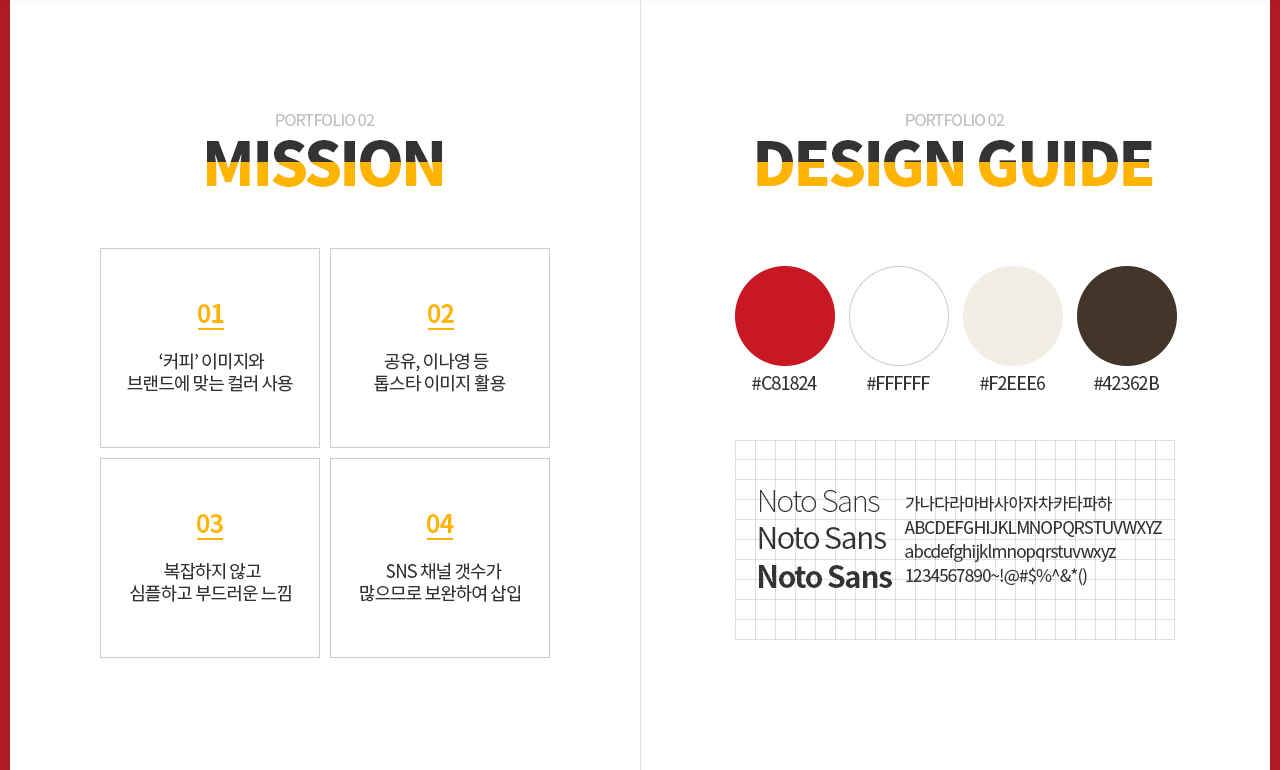 PORTFOLIO 02
MISSION
01
‘커피’ 이미지와
브랜드에 맞는 컬러 사용
02
공유, 이나영 등
톱스타 이미지 활용
03
복잡하지 않고
심플하고 부드러운 느낌
04
SNS 채널 갯수가
많으므로 보완하여 삽입
PORTFOLIO 02
DESIGN GUIDE
#C81824
#FFFFFF
#F2EEE6
#42362B
Noto Sans
Noto Sans
Noto Sans
가나다라마바사아자차카타파하
ABCDEFGHIJKLMNOPQRSTUVWXYZ
abcdefghijklmnopqrstuvwxyz
1234567890~!@#$%^&*()